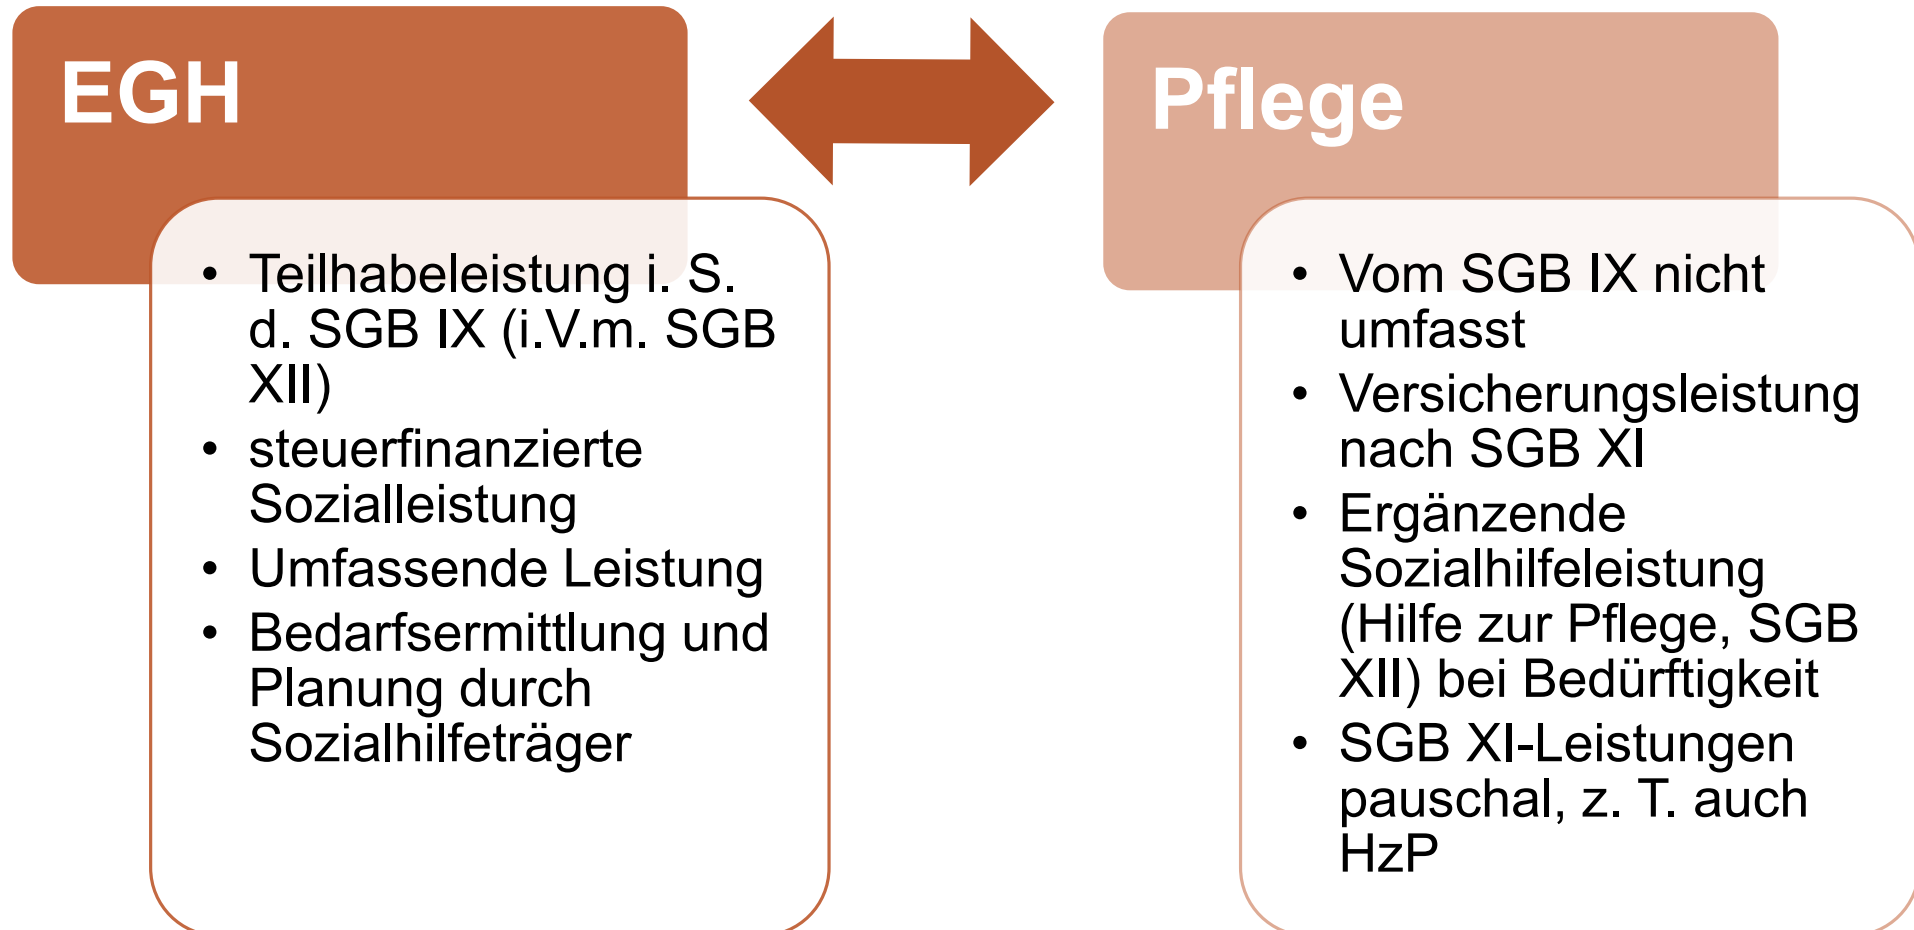 EGH
• Teilhabeleistung i. S.
d. SGB IX (i.V.m. SGB
XII)
• steuerfinanzierte
Sozialleistung
• Umfassende Leistung
• Bedarfsermittlung und
Planung durch
Sozialhilfeträger
Pflege
• Vom SGB IX nicht
umfasst
• Versicherungsleistung
nach SGB XI
• Ergänzende
Sozialhilfeleistung
(Hilfe zur Pflege, SGB
XII) bei Bedürftigkeit
• SGB XI-Leistungen
pauschal, z. T. auch
HzP